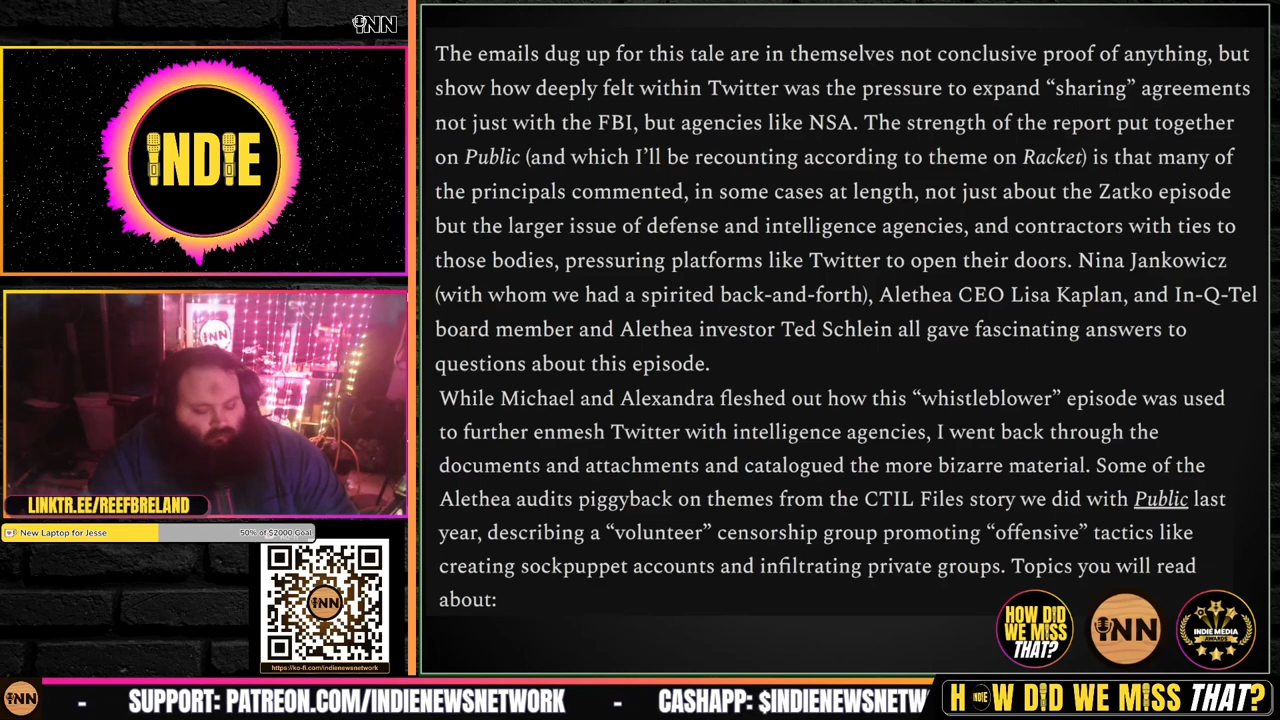 INN
INDIE
The emails dug up for this tale are in themselves not conclusive proof of anything, but
show how deeply felt within Twitter was the pressure to expand “sharing” agreements
not just with the FBI, but agencies like NSA. The strength of the report put together
on Public (and which I’ll be recounting according to theme on Racket) is that many of
the principals commented, in some cases at length, not just about the Zatko episode
but the larger issue of defense and intelligence agencies, and contractors with ties to
those bodies, pressuring platforms like Twitter to open their doors. Nina Jankowicz
(with whom we had a spirited back-and-forth), Alethea CEO Lisa Kaplan, and In-Q-Tel
board member and Alethea investor Ted Schlein all gave fascinating answers to
questions about this episode.
While Michael and Alexandra fleshed out how this “whistleblower” episode was used
to further enmesh Twitter with intelligence agencies, I went back through the
documents and attachments and catalogued the more bizarre material. Some of the
Alethea audits piggyback on themes from the CTIL Files story we did with Public last
year, describing a “volunteer” censorship group promoting “offensive” tactics like
creating sockpuppet accounts and infiltrating private groups. Topics you will read
about:
INN
LINKTR.EE/REEFBRELAND
New Laptop for Jesse 50% of $2000 Goal
INN
https://ko-fi.com/indienewsnetwork
HOW DID
WE MISS
THAT?
INN
INDIE MEDIA
AWARDS
INN
- SUPPORT: PATREON.COM/INDIENEWSNETWORK - CASHAPP: $INDIENEWSNETW
HOW DID WE MISS THAT?